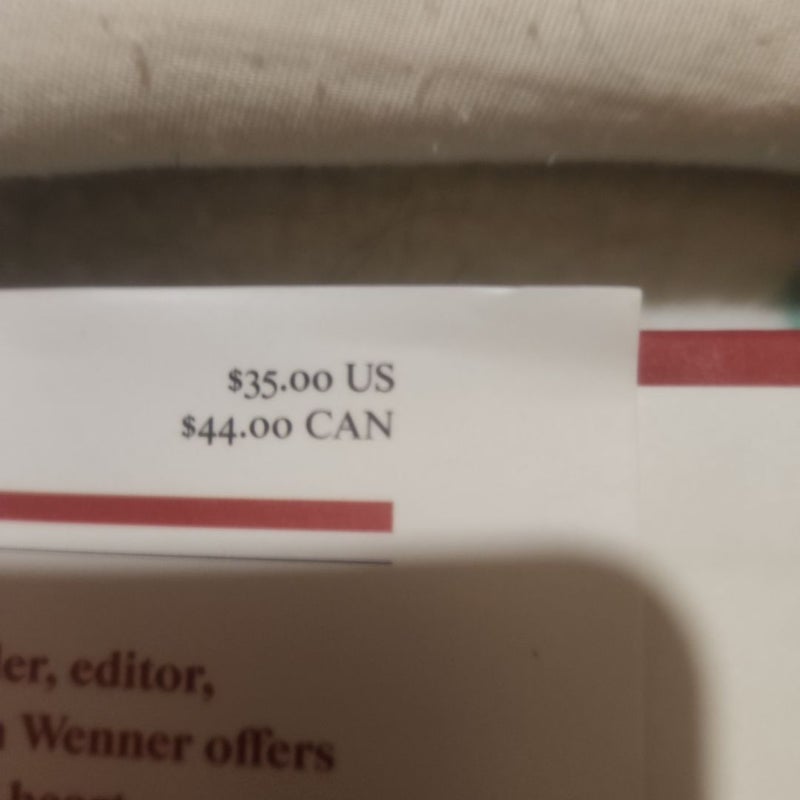 $35.00 US
$44.00 CAN
er, editor,
Wenner offers